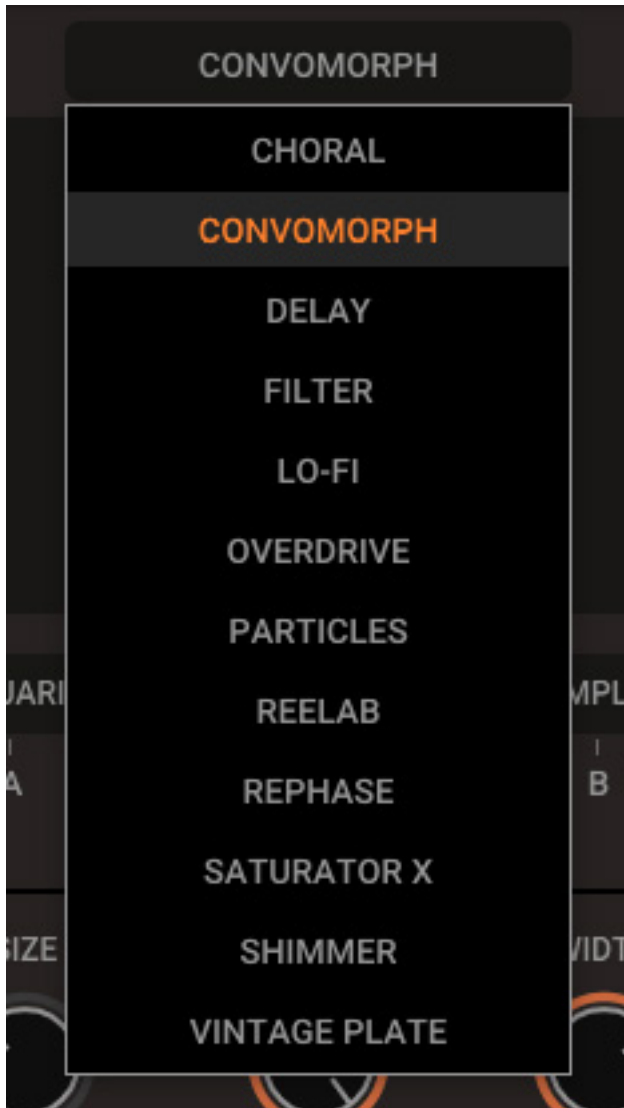 CONVOMORPH
CHORAL
CONVOMORPH
DELAY
FILTER
LO-FI
OVERDRIVE
PARTICLES
REELAB
REPHASE
SATURATOR X
SHIMMER
VINTAGE PLATE
A
B